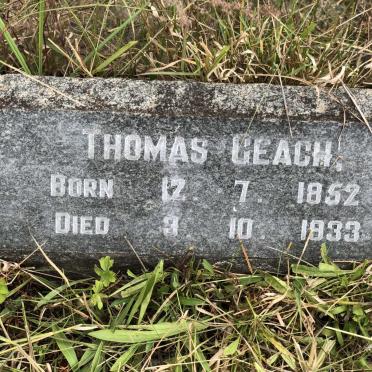 THOMAS GEACH.
BORN 12. 7. 1852
DIED 3. 10. 1933